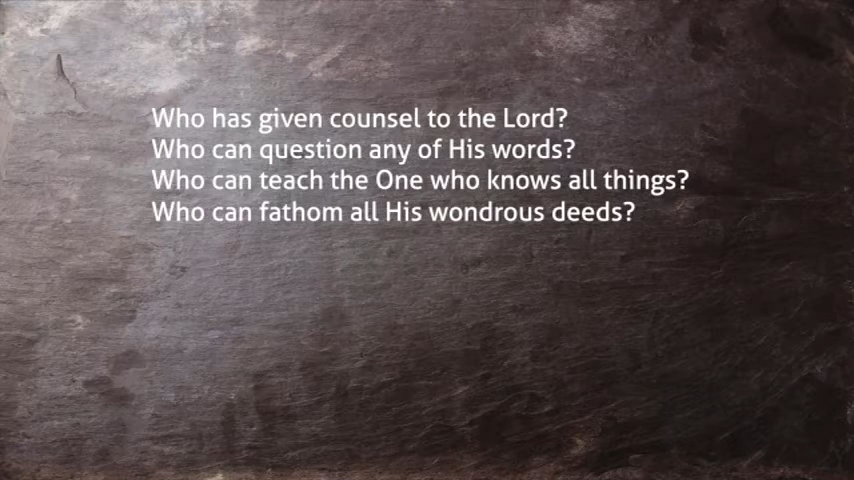 Who has given counsel to the Lord?
Who can question any of His words?
Who can teach the One who knows all things?
Who can fathom all His wondrous deeds?